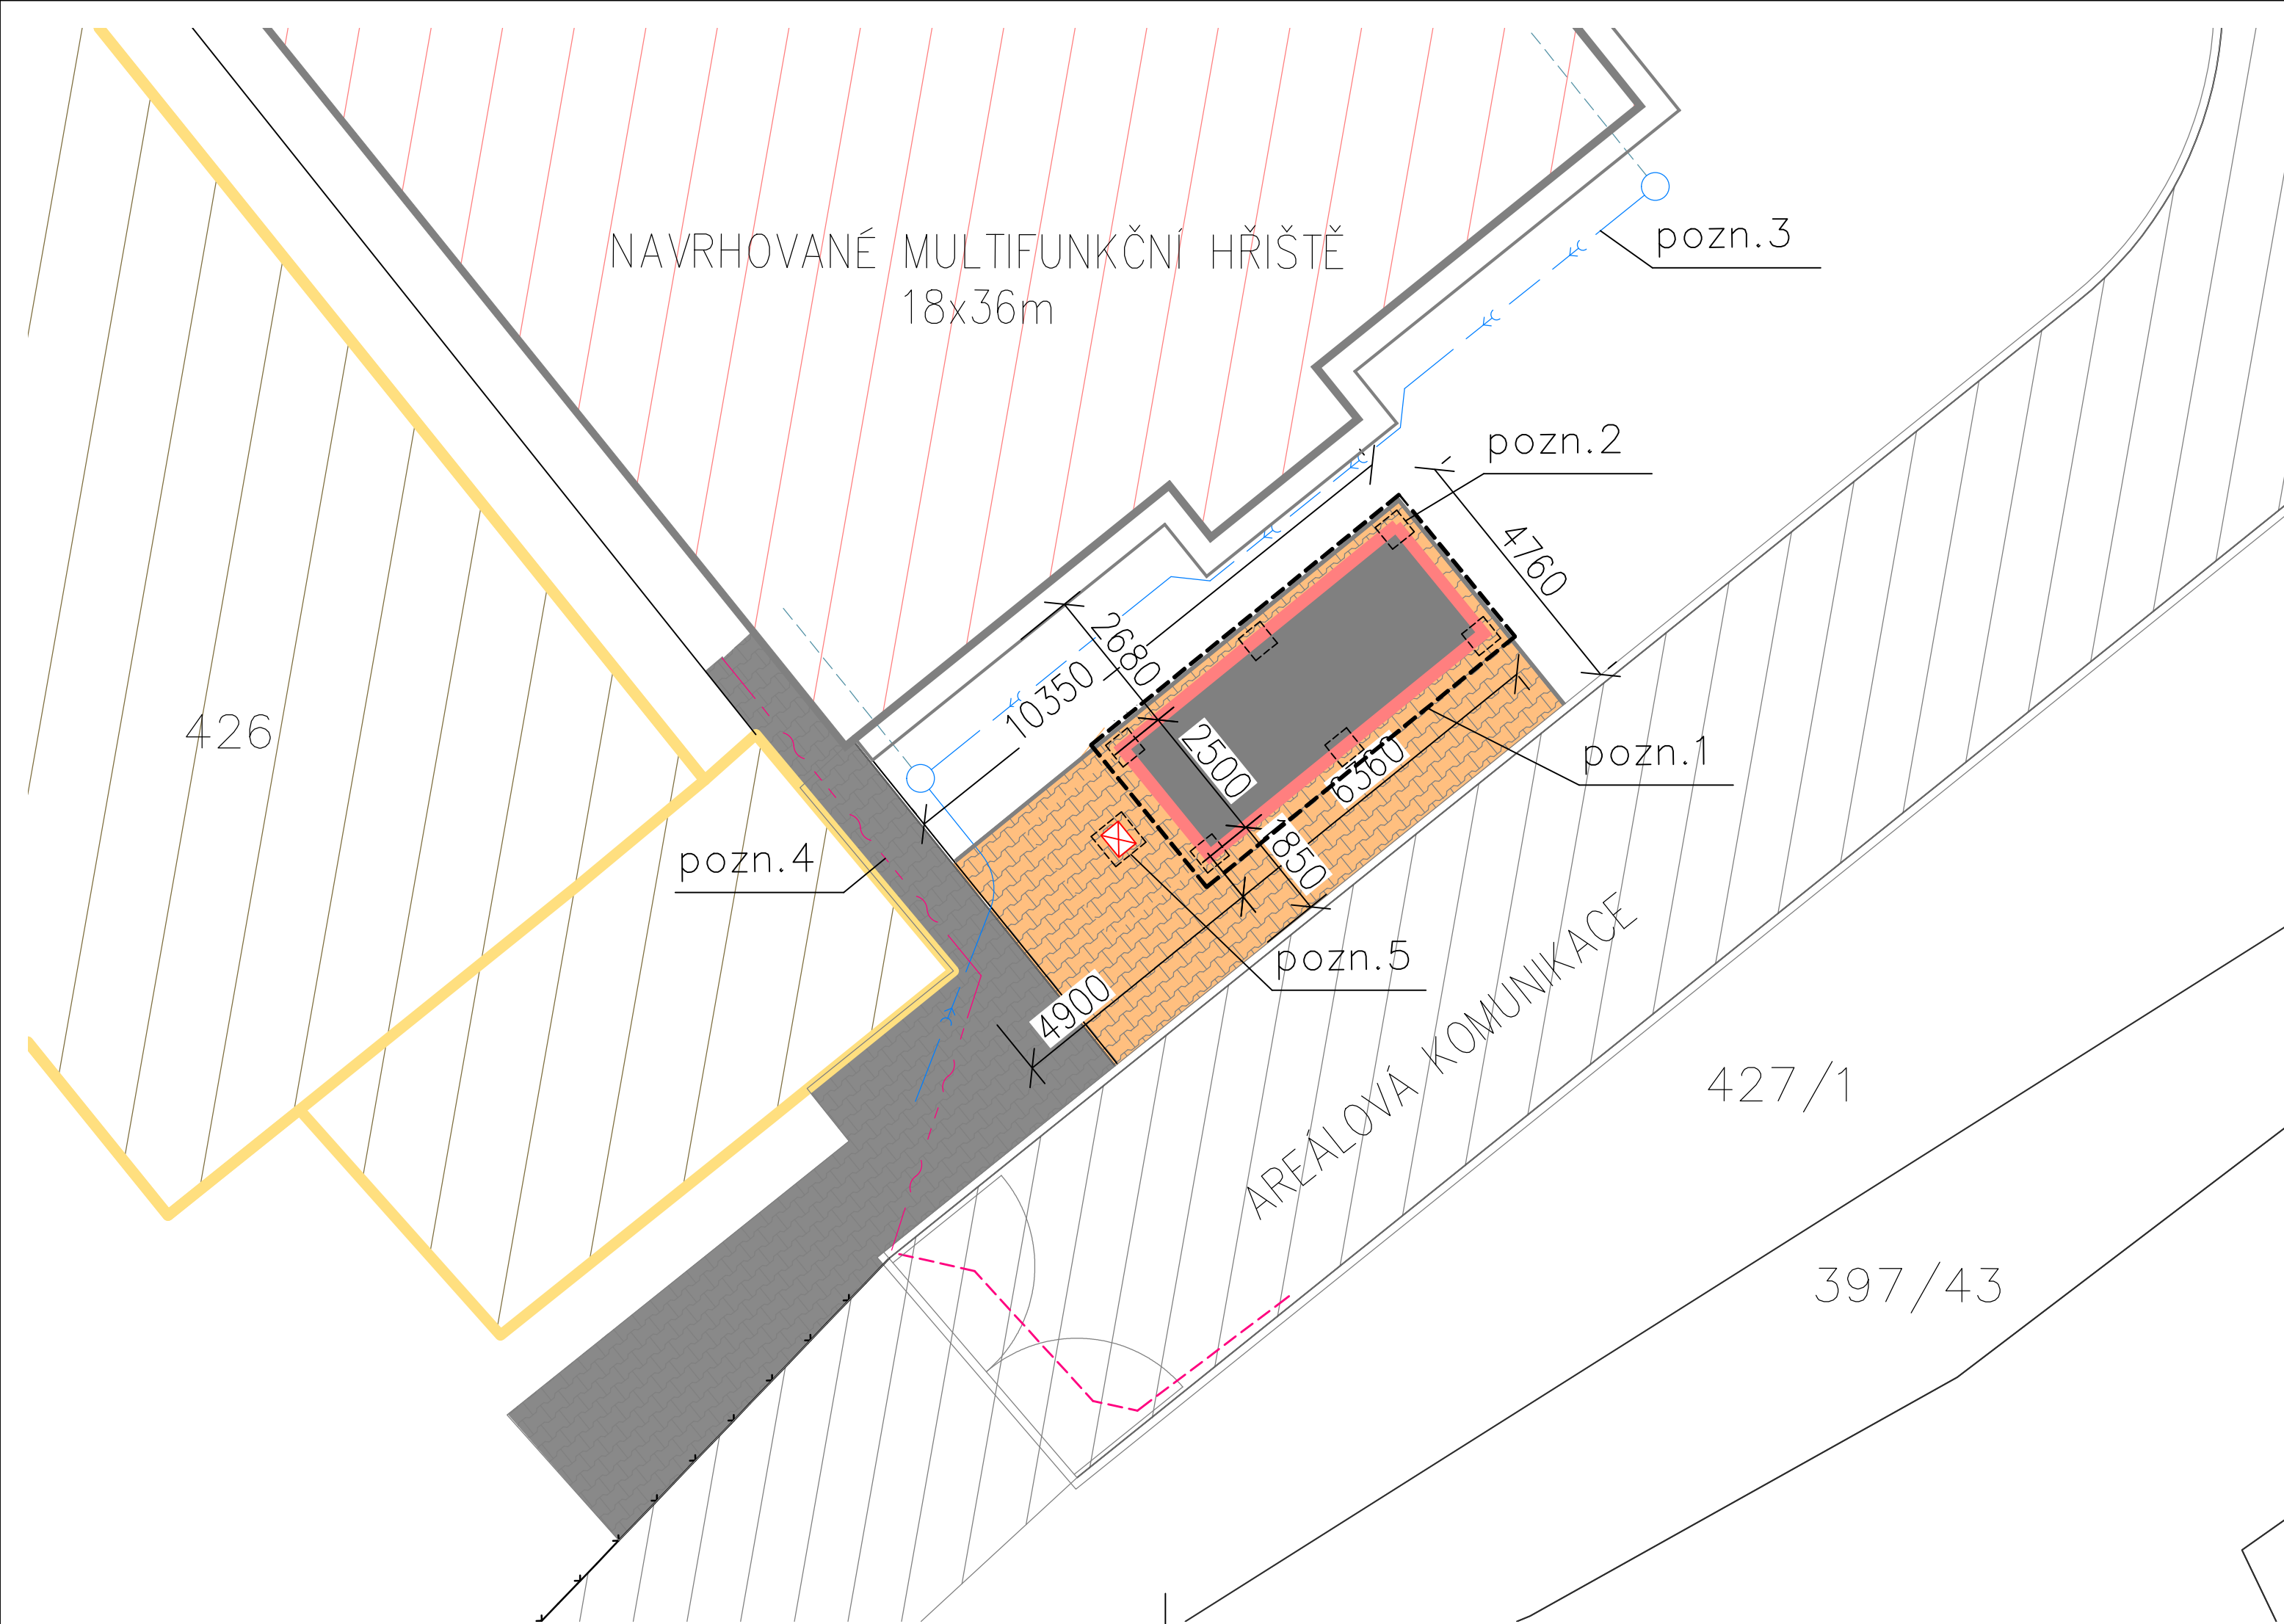 NAVRHOVANÉ MULTIFUNKČNÍ HŘIŠTĚ
18x36m
pozn.3
pozn.2
4760
2680
10350
426
2500
pozn.1
6360
pozn.4
1850
pozn.5
4900
AREÁLOVÁ KOMUNIKACE
427/1
397/43